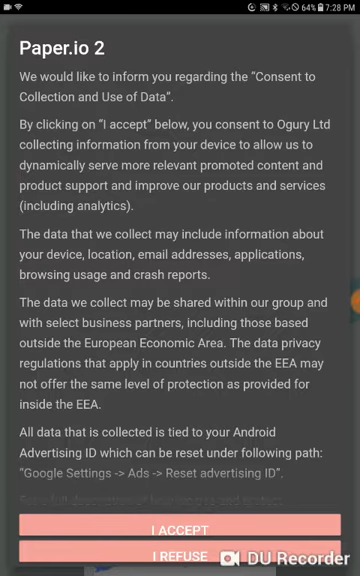 64% 7:28 PM
Paper.io 2
We would like to inform you regarding the “Consent to
Collection and Use of Data”.
By clicking on “I accept” below, you consent to Ogury Ltd
collecting information from your device to allow us to
dynamically serve more relevant promoted content and
product support and improve our products and services
(including analytics).
The data that we collect may include information about
your device, location, email addresses, applications,
browsing usage and crash reports.
The data we collect may be shared within our group and
with select business partners, including those based
outside the European Economic Area. The data privacy
regulations that apply in countries outside the EEA may
not offer the same level of protection as provided for
inside the EEA.
All data that is collected is tied to your Android
Advertising ID which can be reset under following path:
“Google Settings -> Ads -> Reset advertising ID”.
I ACCEPT
I REFUSE
DU Recorder